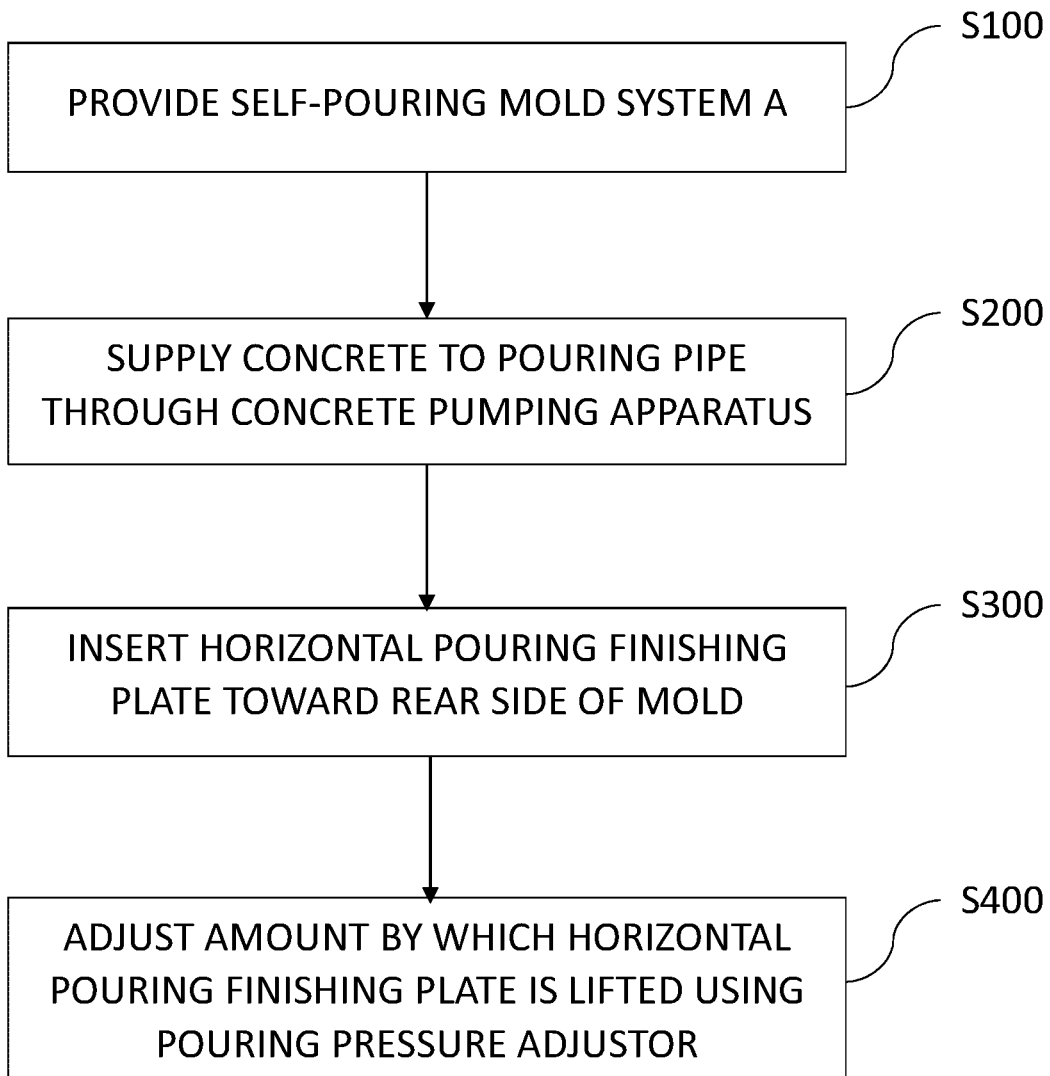 S100
PROVIDE SELF-POURING MOLD SYSTEM A
S200
SUPPLY CONCRETE TO POURING PIPE
THROUGH CONCRETE PUMPING APPARATUS
S300
INSERT HORIZONTAL POURING FINISHING
PLATE TOWARD REAR SIDE OF MOLD
S400
ADJUST AMOUNT BY WHICH HORIZONTAL
POURING FINISHING PLATE IS LIFTED USING
POURING PRESSURE ADJUSTOR